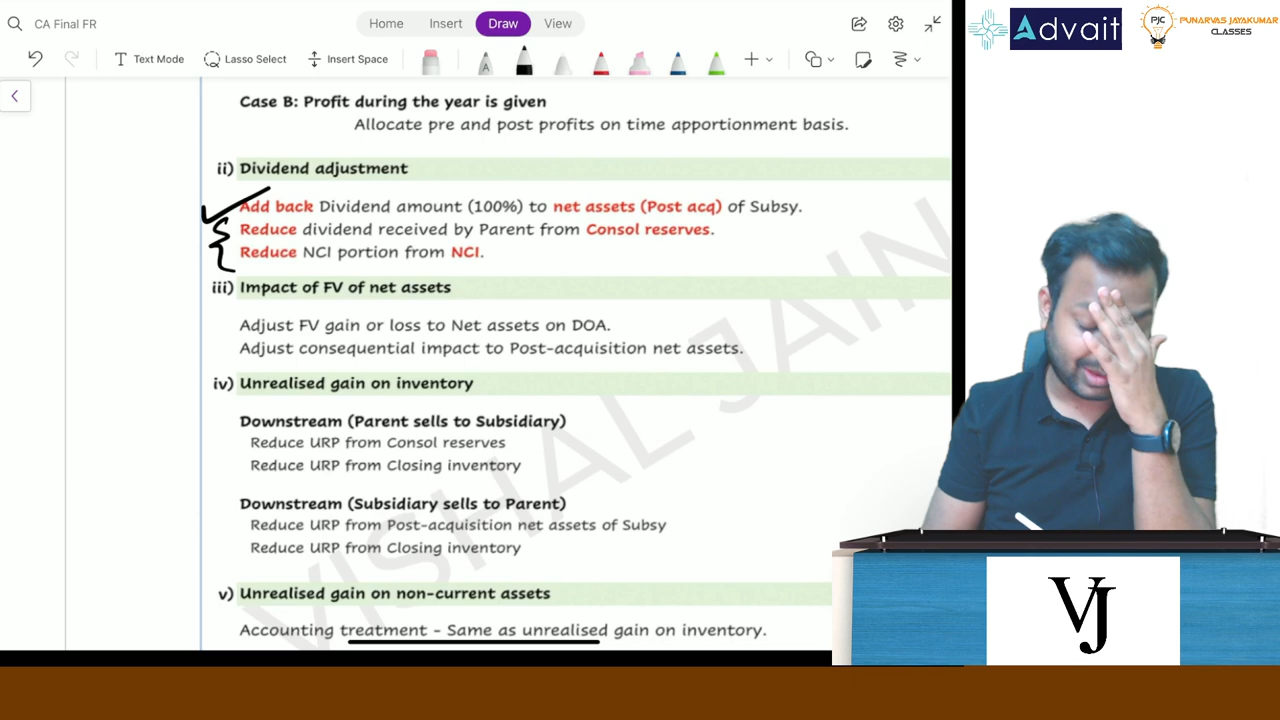 CA Final FR
Home Insert Draw View
Text Mode Lasso Select Insert Space
Advait
PJC PUNARVAS JAYAKUMAR
CLASSES
Case B: Profit during the year is given
Allocate pre and post profits on time apportionment basis.
ii) Dividend adjustment
Add back Dividend amount (100%) to net assets (Post acq) of Subsy.
Reduce dividend received by Parent from Consol reserves.
Reduce NCI portion from NCI.
iii) Impact of FV of net assets
Adjust FV gain or loss to Net assets on DOA.
Adjust consequential impact to Post-acquisition net assets.
iv) Unrealised gain on inventory
Downstream (Parent sells to Subsidiary)
Reduce URP from Consol reserves
Reduce URP from Closing inventory
Downstream (Subsidiary sells to Parent)
Reduce URP from Post-acquisition net assets of Subsy
Reduce URP from Closing inventory
v) Unrealised gain on non-current assets
Accounting treatment - Same as unrealised gain on inventory.
VISHAL JAIN
VJ